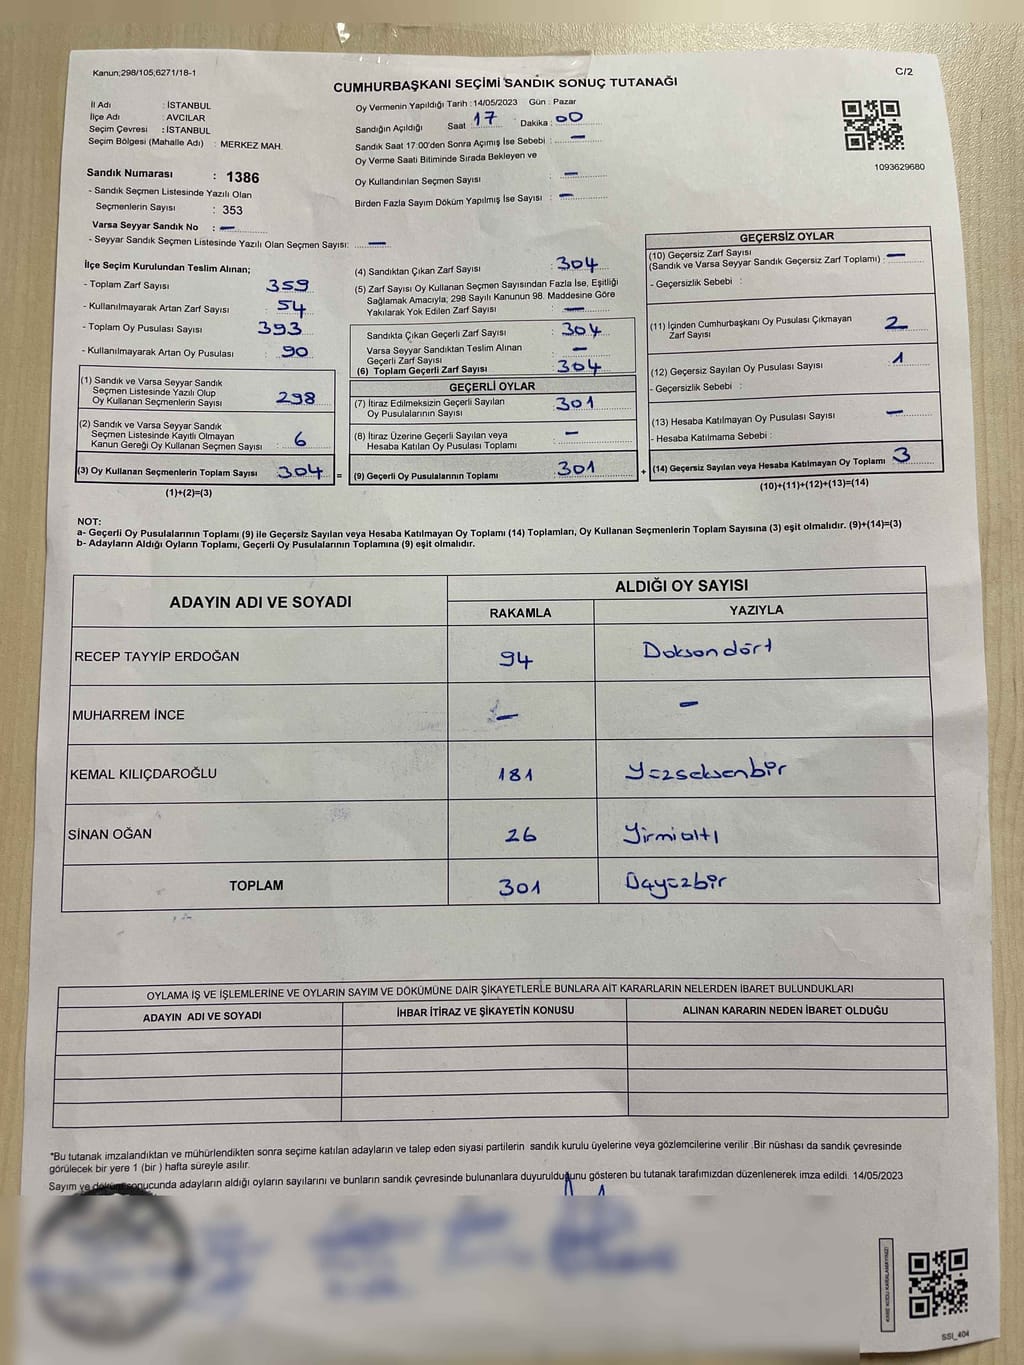 Kanun;298/105;6271/18-1
C/2
CUMHURBAŞKANI SEÇİMİ SANDIK SONUÇ TUTANAĞI
İl Adı : İSTANBUL
İlçe Adı : AVCILAR
Seçim Çevresi : İSTANBUL
Seçim Bölgesi (Mahalle Adı) : MERKEZ MAH.
Oy Vermenin Yapıldığı Tarih : 14/05/2023 Gün : Pazar
Sandığın Açıldığı Saat : 17 Dakika : 00
Sandık Saat 17:00'den Sonra Açımış İse Sebebi : —
Oy Verme Saati Bitiminde Sırada Bekleyen ve
Oy Kullandırılan Seçmen Sayısı : —
Birden Fazla Sayım Döküm Yapılmış İse Sayısı : —
1093629680
Sandık Numarası : 1386
- Sandık Seçmen Listesinde Yazılı Olan
Seçmenlerin Sayısı : 353
Varsa Seyyar Sandık No : —
- Seyyar Sandık Seçmen Listesinde Yazılı Olan Seçmen Sayısı: —
İlçe Seçim Kurulundan Teslim Alınan;
- Toplam Zarf Sayısı : 359
- Kullanılmayarak Artan Zarf Sayısı : 54
- Toplam Oy Pusulası Sayısı : 393
- Kullanılmayarak Artan Oy Pusulası : 90
(1) Sandık ve Varsa Seyyar Sandık
Seçmen Listesinde Yazılı Olup
Oy Kullanan Seçmenlerin Sayısı : 298
(2) Sandık ve Varsa Seyyar Sandık
Seçmen Listesinde Kayıtlı Olmayan
Kanun Gereği Oy Kullanan Seçmen Sayısı : 6
(3) Oy Kullanan Seçmenlerin Toplam Sayısı : 304 =
(1)+(2)=(3)
(4) Sandıktan Çıkan Zarf Sayısı : 304
(5) Zarf Sayısı Oy Kullanan Seçmen Sayısından Fazla İse, Eşitliği
Sağlamak Amacıyla; 298 Sayılı Kanunun 98. Maddesine Göre
Yakılarak Yok Edilen Zarf Sayısı : —
Sandıkta Çıkan Geçerli Zarf Sayısı : 304
Varsa Seyyar Sandıktan Teslim Alınan
Geçerli Zarf Sayısı : —
(6) Toplam Geçerli Zarf Sayısı : 304
GEÇERLİ OYLAR
(7) İtiraz Edilmeksizin Geçerli Sayılan
Oy Pusulalarının Sayısı : 301
(8) İtiraz Üzerine Geçerli Sayılan veya
Hesaba Katılan Oy Pusulası Toplamı : —
(9) Geçerli Oy Pusulalarının Toplamı : 301 +
GEÇERSİZ OYLAR
(10) Geçersiz Zarf Sayısı
(Sandık ve Varsa Seyyar Sandık Geçersiz Zarf Toplamı) : —
- Geçersizlik Sebebi :
(11) İçinden Cumhurbaşkanı Oy Pusulası Çıkmayan
Zarf Sayısı : 2
(12) Geçersiz Sayılan Oy Pusulası Sayısı : 1
- Geçersizlik Sebebi :
(13) Hesaba Katılmayan Oy Pusulası Sayısı : —
- Hesaba Katılmama Sebebi :
(14) Geçersiz Sayılan veya Hesaba Katılmayan Oy Toplamı : 3
(10)+(11)+(12)+(13)=(14)
NOT:
a- Geçerli Oy Pusulalarının Toplamı (9) ile Geçersiz Sayılan veya Hesaba Katılmayan Oy Toplamı (14) Toplamları, Oy Kullanan Seçmenlerin Toplam Sayısına (3) eşit olmalıdır. (9)+(14)=(3)
b- Adayların Aldığı Oyların Toplamı, Geçerli Oy Pusulalarının Toplamına (9) eşit olmalıdır.
ADAYIN ADI VE SOYADI
ALDIĞI OY SAYISI
RAKAMLA YAZIYLA
RECEP TAYYİP ERDOĞAN 94 Doksandört
MUHARREM İNCE — —
KEMAL KILIÇDAROĞLU 181 Yüzseksenbir
SİNAN OĞAN 26 Yirmialtı
TOPLAM 301 Üçyüzbir
OYLAMA İŞ VE İŞLEMLERİNE VE OYLARIN SAYIM VE DÖKÜMÜNE DAİR ŞİKAYETLERLE BUNLARA AİT KARARLARIN NELERDEN İBARET BULUNDUKLARI
ADAYIN ADI VE SOYADI İHBAR İTİRAZ VE ŞİKAYETİN KONUSU ALINAN KARARIN NEDEN İBARET OLDUĞU
*Bu tutanak imzalandıktan ve mühürlendikten sonra seçime katılan adayların ve talep eden siyasi partilerin sandık kurulu üyelerine veya gözlemcilerine verilir .Bir nüshası da sandık çevresinde
görülecek bir yere 1 (bir ) hafta süreyle asılır.
Sayım ve döküm sonucunda adayların aldığı oyların sayılarını ve bunların sandık çevresinde bulunanlara duyurulduğunu gösteren bu tutanak tarafımızdan düzenlenerek imza edildi. 14/05/2023
KARE KODU KARALAMAYINIZ!
SSI_404